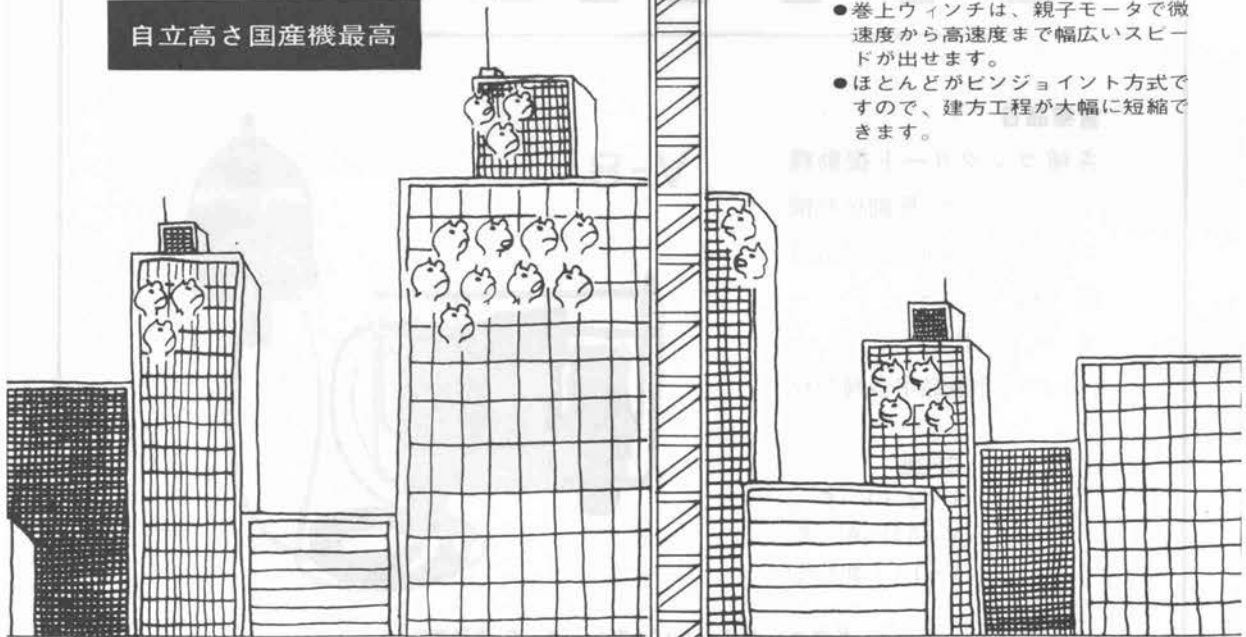 自立高さ国産機最高
●巻上ウィンチは、親子モータで微
速度から高速度まで幅広いスピー
ドが出せます。
●ほとんどがピンジョイント方式で
すので、建方工程が大幅に短縮で
きます。